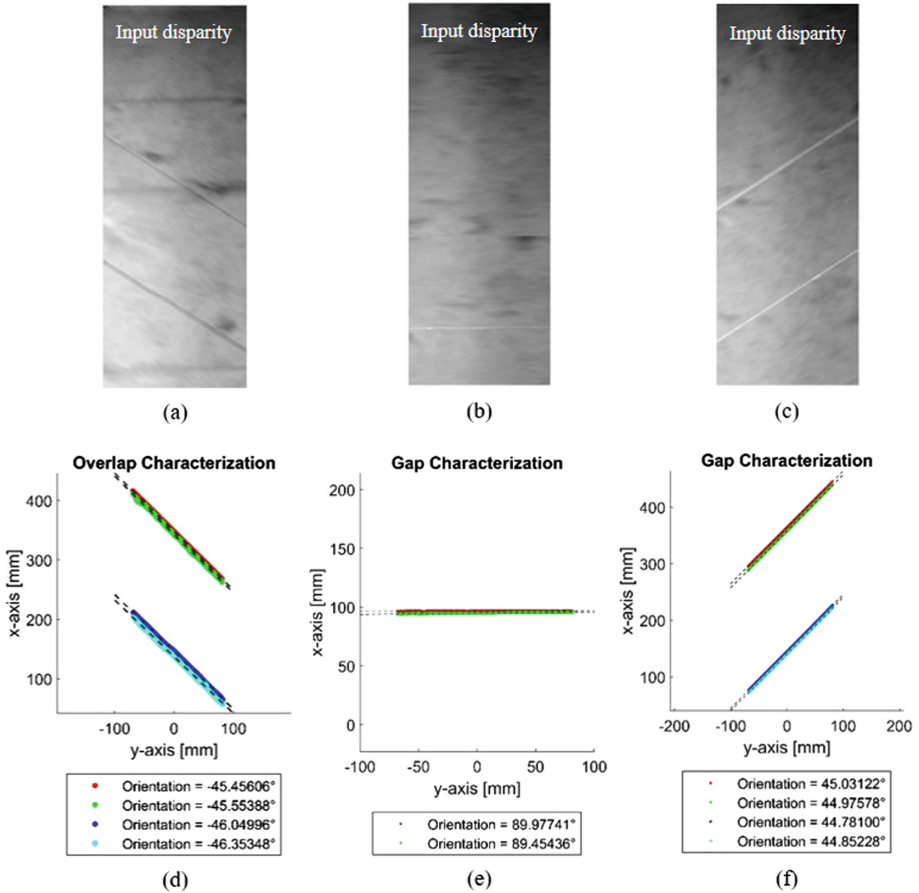 Input disparity
Input disparity
Input disparity
(a)
(b)
(c)
Overlap Characterization
400
300
200
100
x-axis [mm]
-100
0
100
y-axis [mm]
Orientation = -45.45606°
Orientation = -45.55388°
Orientation = -46.04996°
Orientation = -46.35348°
(d)
Gap Characterization
200
150
100
50
0
x-axis [mm]
-100
-50
0
50
100
y-axis [mm]
Orientation = 89.97741°
Orientation = 89.45436°
(e)
Gap Characterization
400
300
200
100
x-axis [mm]
-200
-100
0
100
200
y-axis [mm]
Orientation = 45.03122°
Orientation = 44.97578°
Orientation = 44.78100°
Orientation = 44.85228°
(f)